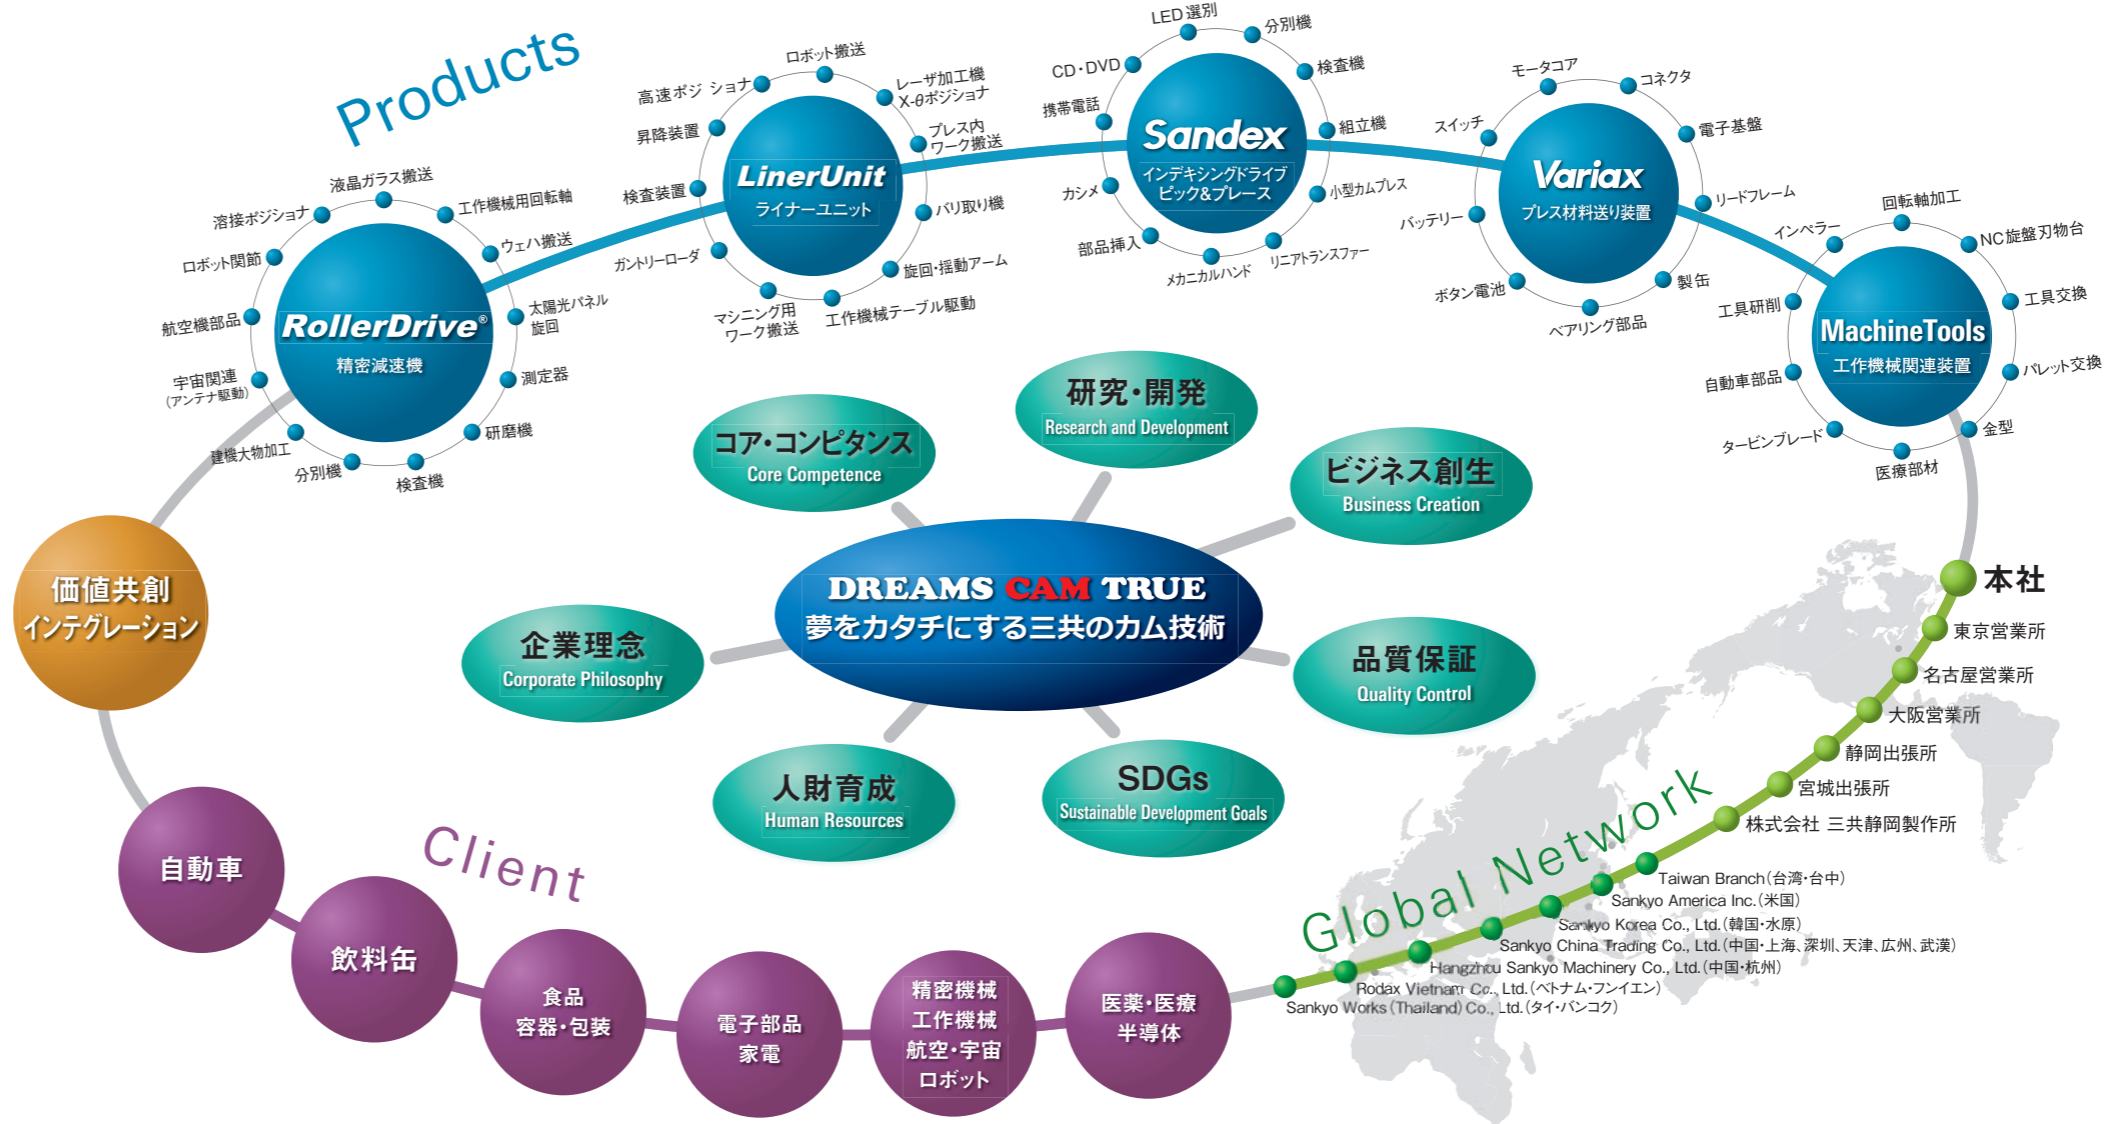 Products
液晶ガラス搬送
工作機械用回転軸
ウェハ搬送
太陽光パネル
旋回
測定器
研磨機
検査機
分別機
建機大物加工
宇宙関連
（アンテナ駆動）
航空機部品
ロボット関節
溶接ポジショナ
RollerDrive®
精密減速機
ロボット搬送
レーザ加工機
X-θポジショナ
プレス内
ワーク搬送
バリ取り機
旋回・揺動アーム
工作機械テーブル駆動
マシニング用
ワーク搬送
ガントリーローダ
検査装置
昇降装置
高速ポジショナ
LinerUnit
ライナーユニット
LED選別
分別機
検査機
組立機
小型カムプレス
リニアトランスファー
メカニカルハンド
部品挿入
カシメ
携帯電話
CD・DVD
Sandex
インデキシングドライブ
ピック&プレース
モータコア
コネクタ
電子基盤
リードフレーム
製缶
ベアリング部品
ボタン電池
バッテリー
スイッチ
Variax
プレス材料送り装置
回転軸加工
NC旋盤刃物台
工具交換
パレット交換
金型
医療部材
タービンブレード
自動車部品
工具研削
インペラー
MachineTools
工作機械関連装置
コア・コンピタンス
Core Competence
研究・開発
Research and Development
ビジネス創生
Business Creation
DREAMS CAM TRUE
夢をカタチにする三共のカム技術
企業理念
Corporate Philosophy
品質保証
Quality Control
人財育成
Human Resources
SDGs
Sustainable Development Goals
価値共創
インテグレーション
Client
自動車
飲料缶
食品
容器・包装
電子部品
家電
精密機械
工作機械
航空・宇宙
ロボット
医薬・医療
半導体
Global Network
本社
東京営業所
名古屋営業所
大阪営業所
静岡出張所
宮城出張所
株式会社 三共静岡製作所
Taiwan Branch（台湾・台中）
Sankyo America Inc.（米国）
Sankyo Korea Co., Ltd.（韓国・水原）
Sankyo China Trading Co., Ltd.（中国・上海、深圳、天津、広州、武漢）
Hangzhou Sankyo Machinery Co., Ltd.（中国・杭州）
Rodax Vietnam Co., Ltd.（ベトナム・フンイエン）
Sankyo Works（Thailand）Co., Ltd.（タイ・バンコク）